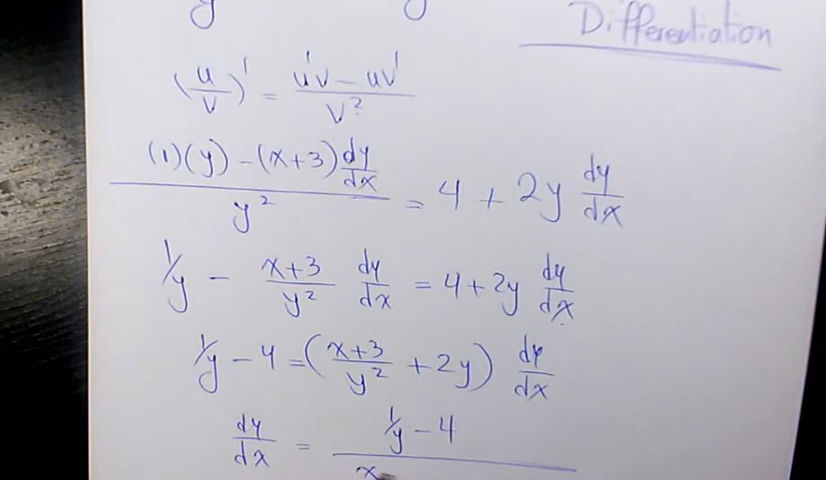 Differentiation
(u/v)' = (u'v - uv')/v²
((1)(y) - (x+3) dy/dx)/y² = 4 + 2y dy/dx
1/y - (x+3)/y² dy/dx = 4 + 2y dy/dx
1/y - 4 = ((x+3)/y² + 2y) dy/dx
dy/dx = (1/y - 4)/x